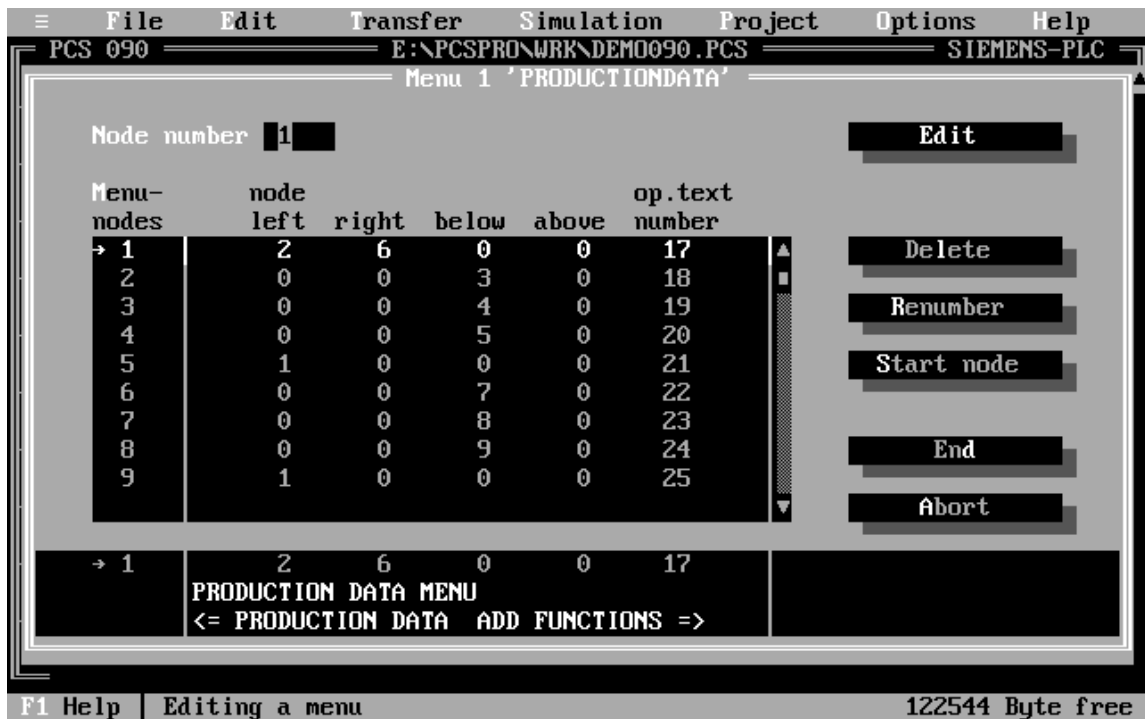 ≡ File Edit Transfer Simulation Project Options Help
PCS 090 E:\PCSPRO\WRK\DEMO090.PCS SIEMENS-PLC
Menu 1 'PRODUCTIONDATA'
Node number 1 Edit
Menu- node op.text
nodes left right below above number
→ 1 2 6 0 0 17 Delete
2 0 0 3 0 18
3 0 0 4 0 19 Renumber
4 0 0 5 0 20
5 1 0 0 0 21 Start node
6 0 0 7 0 22
7 0 0 8 0 23
8 0 0 9 0 24 End
9 1 0 0 0 25
Abort
→ 1 2 6 0 0 17
PRODUCTION DATA MENU
<= PRODUCTION DATA ADD FUNCTIONS =>
F1 Help | Editing a menu 122544 Byte free